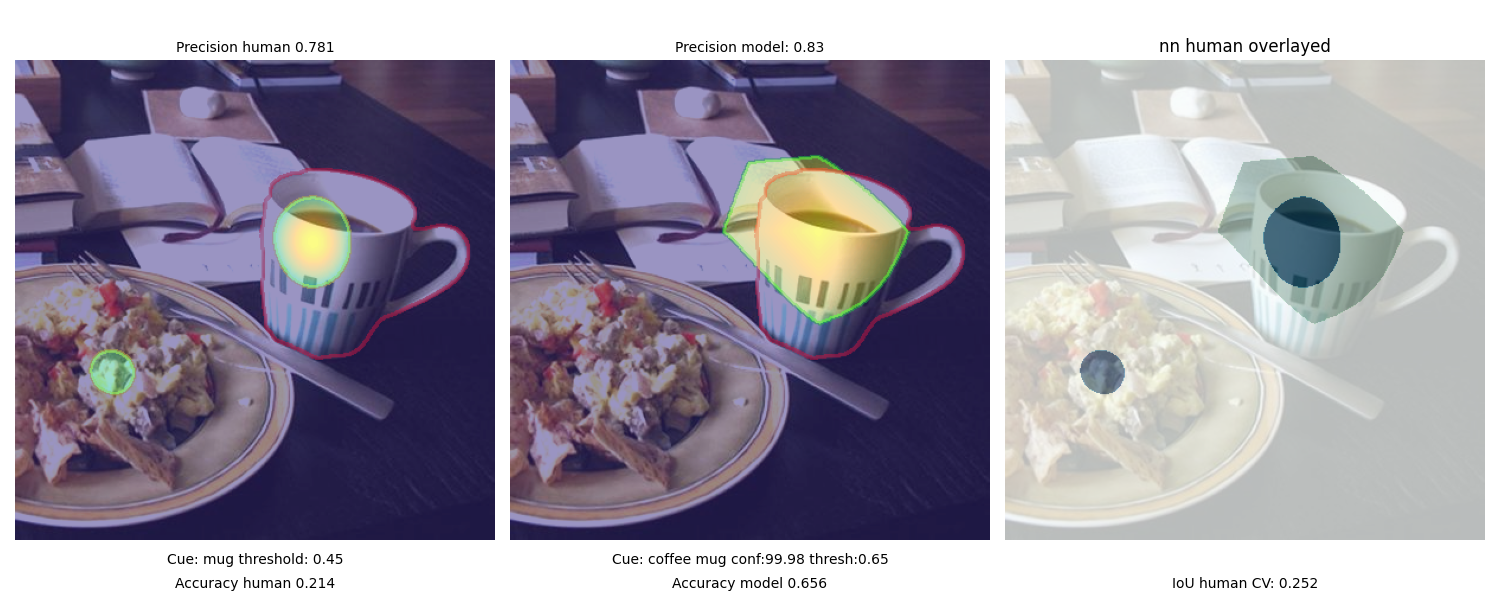 Precision human 0.781
Precision model: 0.83
nn human overlayed
Cue: mug threshold: 0.45
Cue: coffee mug conf:99.98 thresh:0.65
Accuracy human 0.214
Accuracy model 0.656
IoU human CV: 0.252